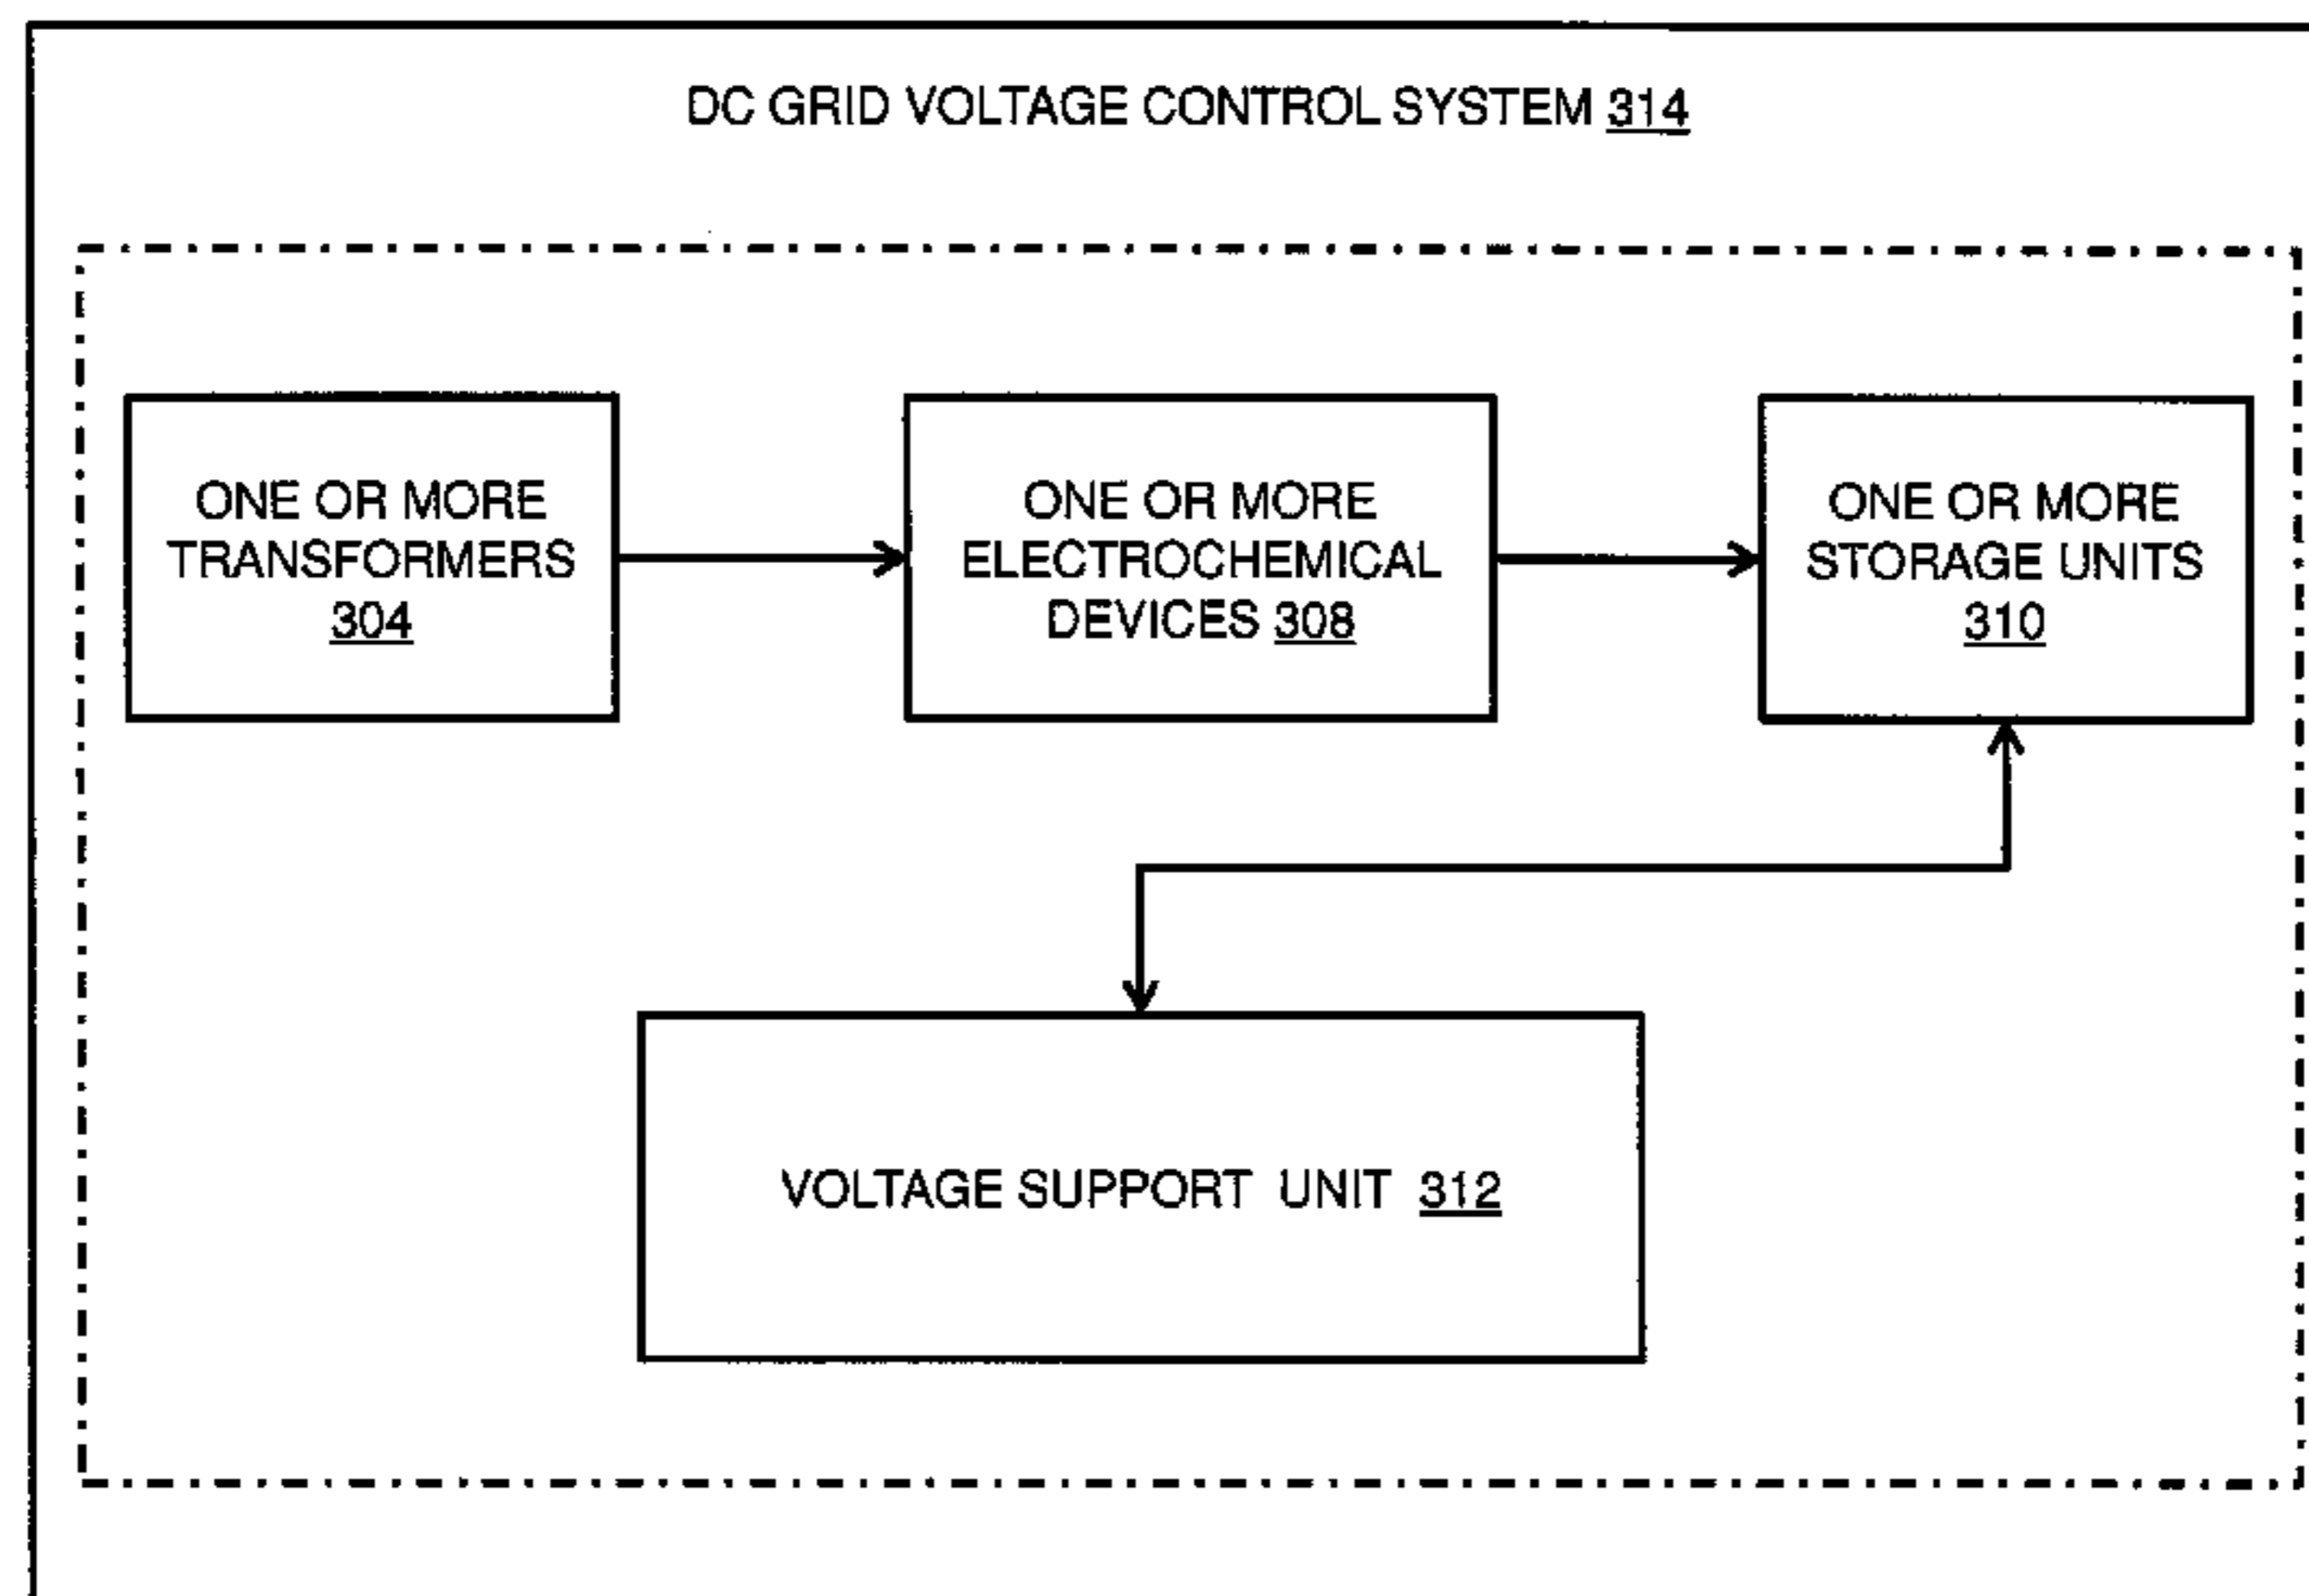 DC GRID VOLTAGE CONTROL SYSTEM 314
ONE OR MORE
TRANSFORMERS
304
ONE OR MORE
ELECTROCHEMICAL
DEVICES 308
ONE OR MORE
STORAGE UNITS
310
VOLTAGE SUPPORT UNIT 312